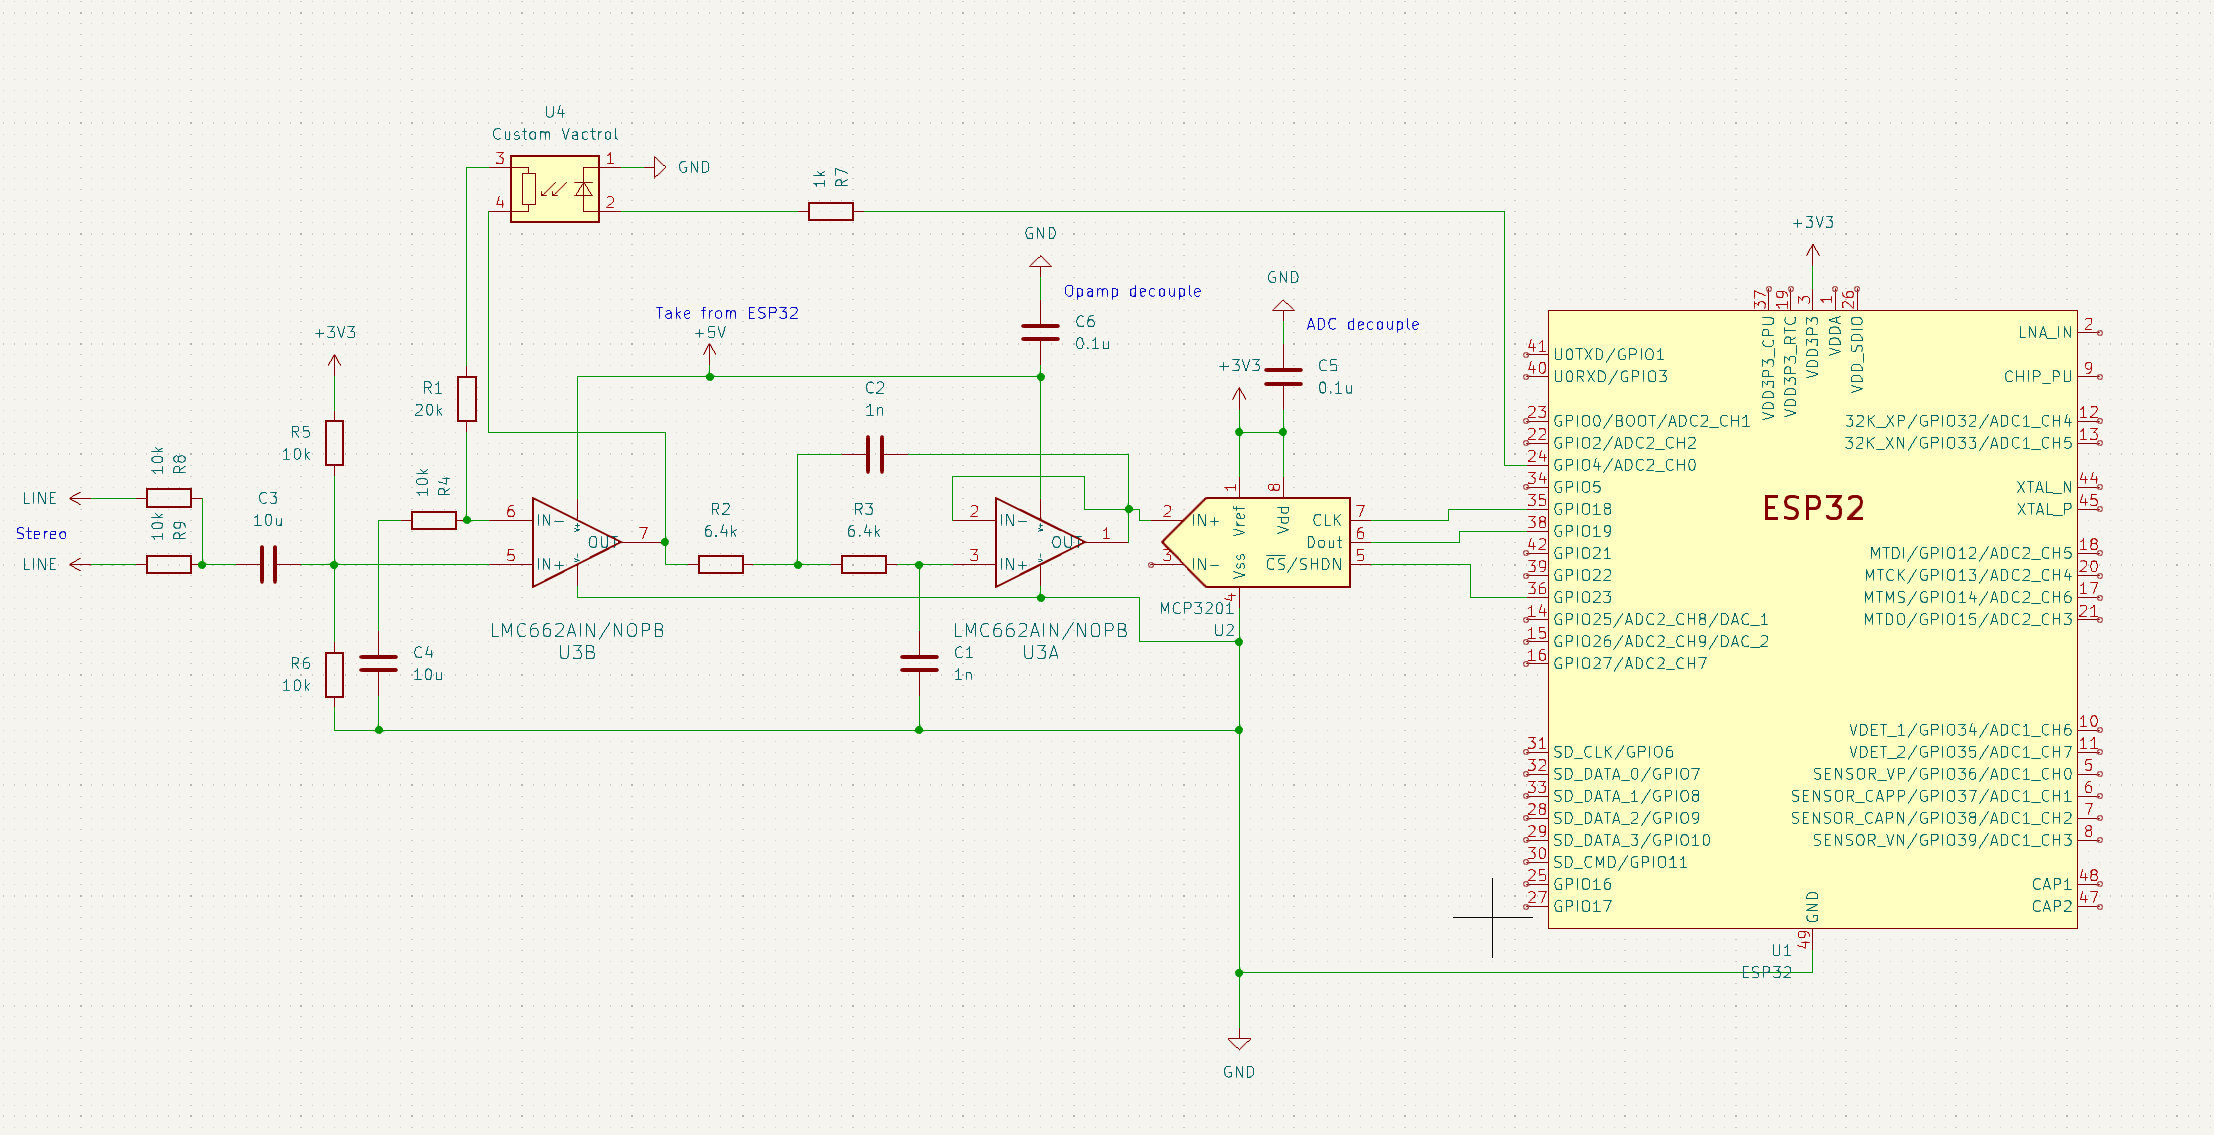 U4
Custom Vactrol
3
1
GND
4
2
1k
R7
GND
Opamp decouple
C6
0.1u
Take from ESP32
+5V
GND
ADC decouple
+3V3
C5
0.1u
+3V3
R1
20k
C2
1n
+3V3
R5
10k
10k
R8
10k
R9
LINE
Stereo
LINE
C3
10u
10k
R4
6
IN-
5
IN+
V+
V-
OUT
7
LMC662AIN/NOPB
U3B
R2
6.4k
R3
6.4k
2
IN-
3
IN+
V+
V-
OUT
1
LMC662AIN/NOPB
U3A
R6
10k
C4
10u
C1
1n
1
8
2
IN+
3
IN-
Vref
Vdd
Vss
4
CLK
7
Dout
6
CS/SHDN
5
MCP3201
U2
GND
37
VDD3P3_CPU
19
VDD3P3_RTC
3
VDD3P3
1
VDDA
26
VDD_SDIO
ESP32
41
U0TXD/GPIO1
40
U0RXD/GPIO3
23
GPIO0/BOOT/ADC2_CH1
22
GPIO2/ADC2_CH2
24
GPIO4/ADC2_CH0
34
GPIO5
35
GPIO18
38
GPIO19
42
GPIO21
39
GPIO22
36
GPIO23
14
GPIO25/ADC2_CH8/DAC_1
15
GPIO26/ADC2_CH9/DAC_2
16
GPIO27/ADC2_CH7
31
SD_CLK/GPIO6
32
SD_DATA_0/GPIO7
33
SD_DATA_1/GPIO8
28
SD_DATA_2/GPIO9
29
SD_DATA_3/GPIO10
30
SD_CMD/GPIO11
25
GPIO16
27
GPIO17
LNA_IN
2
CHIP_PU
9
32K_XP/GPIO32/ADC1_CH4
12
32K_XN/GPIO33/ADC1_CH5
13
XTAL_N
44
XTAL_P
45
MTDI/GPIO12/ADC2_CH5
18
MTCK/GPIO13/ADC2_CH4
20
MTMS/GPIO14/ADC2_CH6
17
MTDO/GPIO15/ADC2_CH3
21
VDET_1/GPIO34/ADC1_CH6
10
VDET_2/GPIO35/ADC1_CH7
11
SENSOR_VP/GPIO36/ADC1_CH0
5
SENSOR_CAPP/GPIO37/ADC1_CH1
6
SENSOR_CAPN/GPIO38/ADC1_CH2
7
SENSOR_VN/GPIO39/ADC1_CH3
8
CAP1
48
CAP2
47
GND
49
U1
ESP32